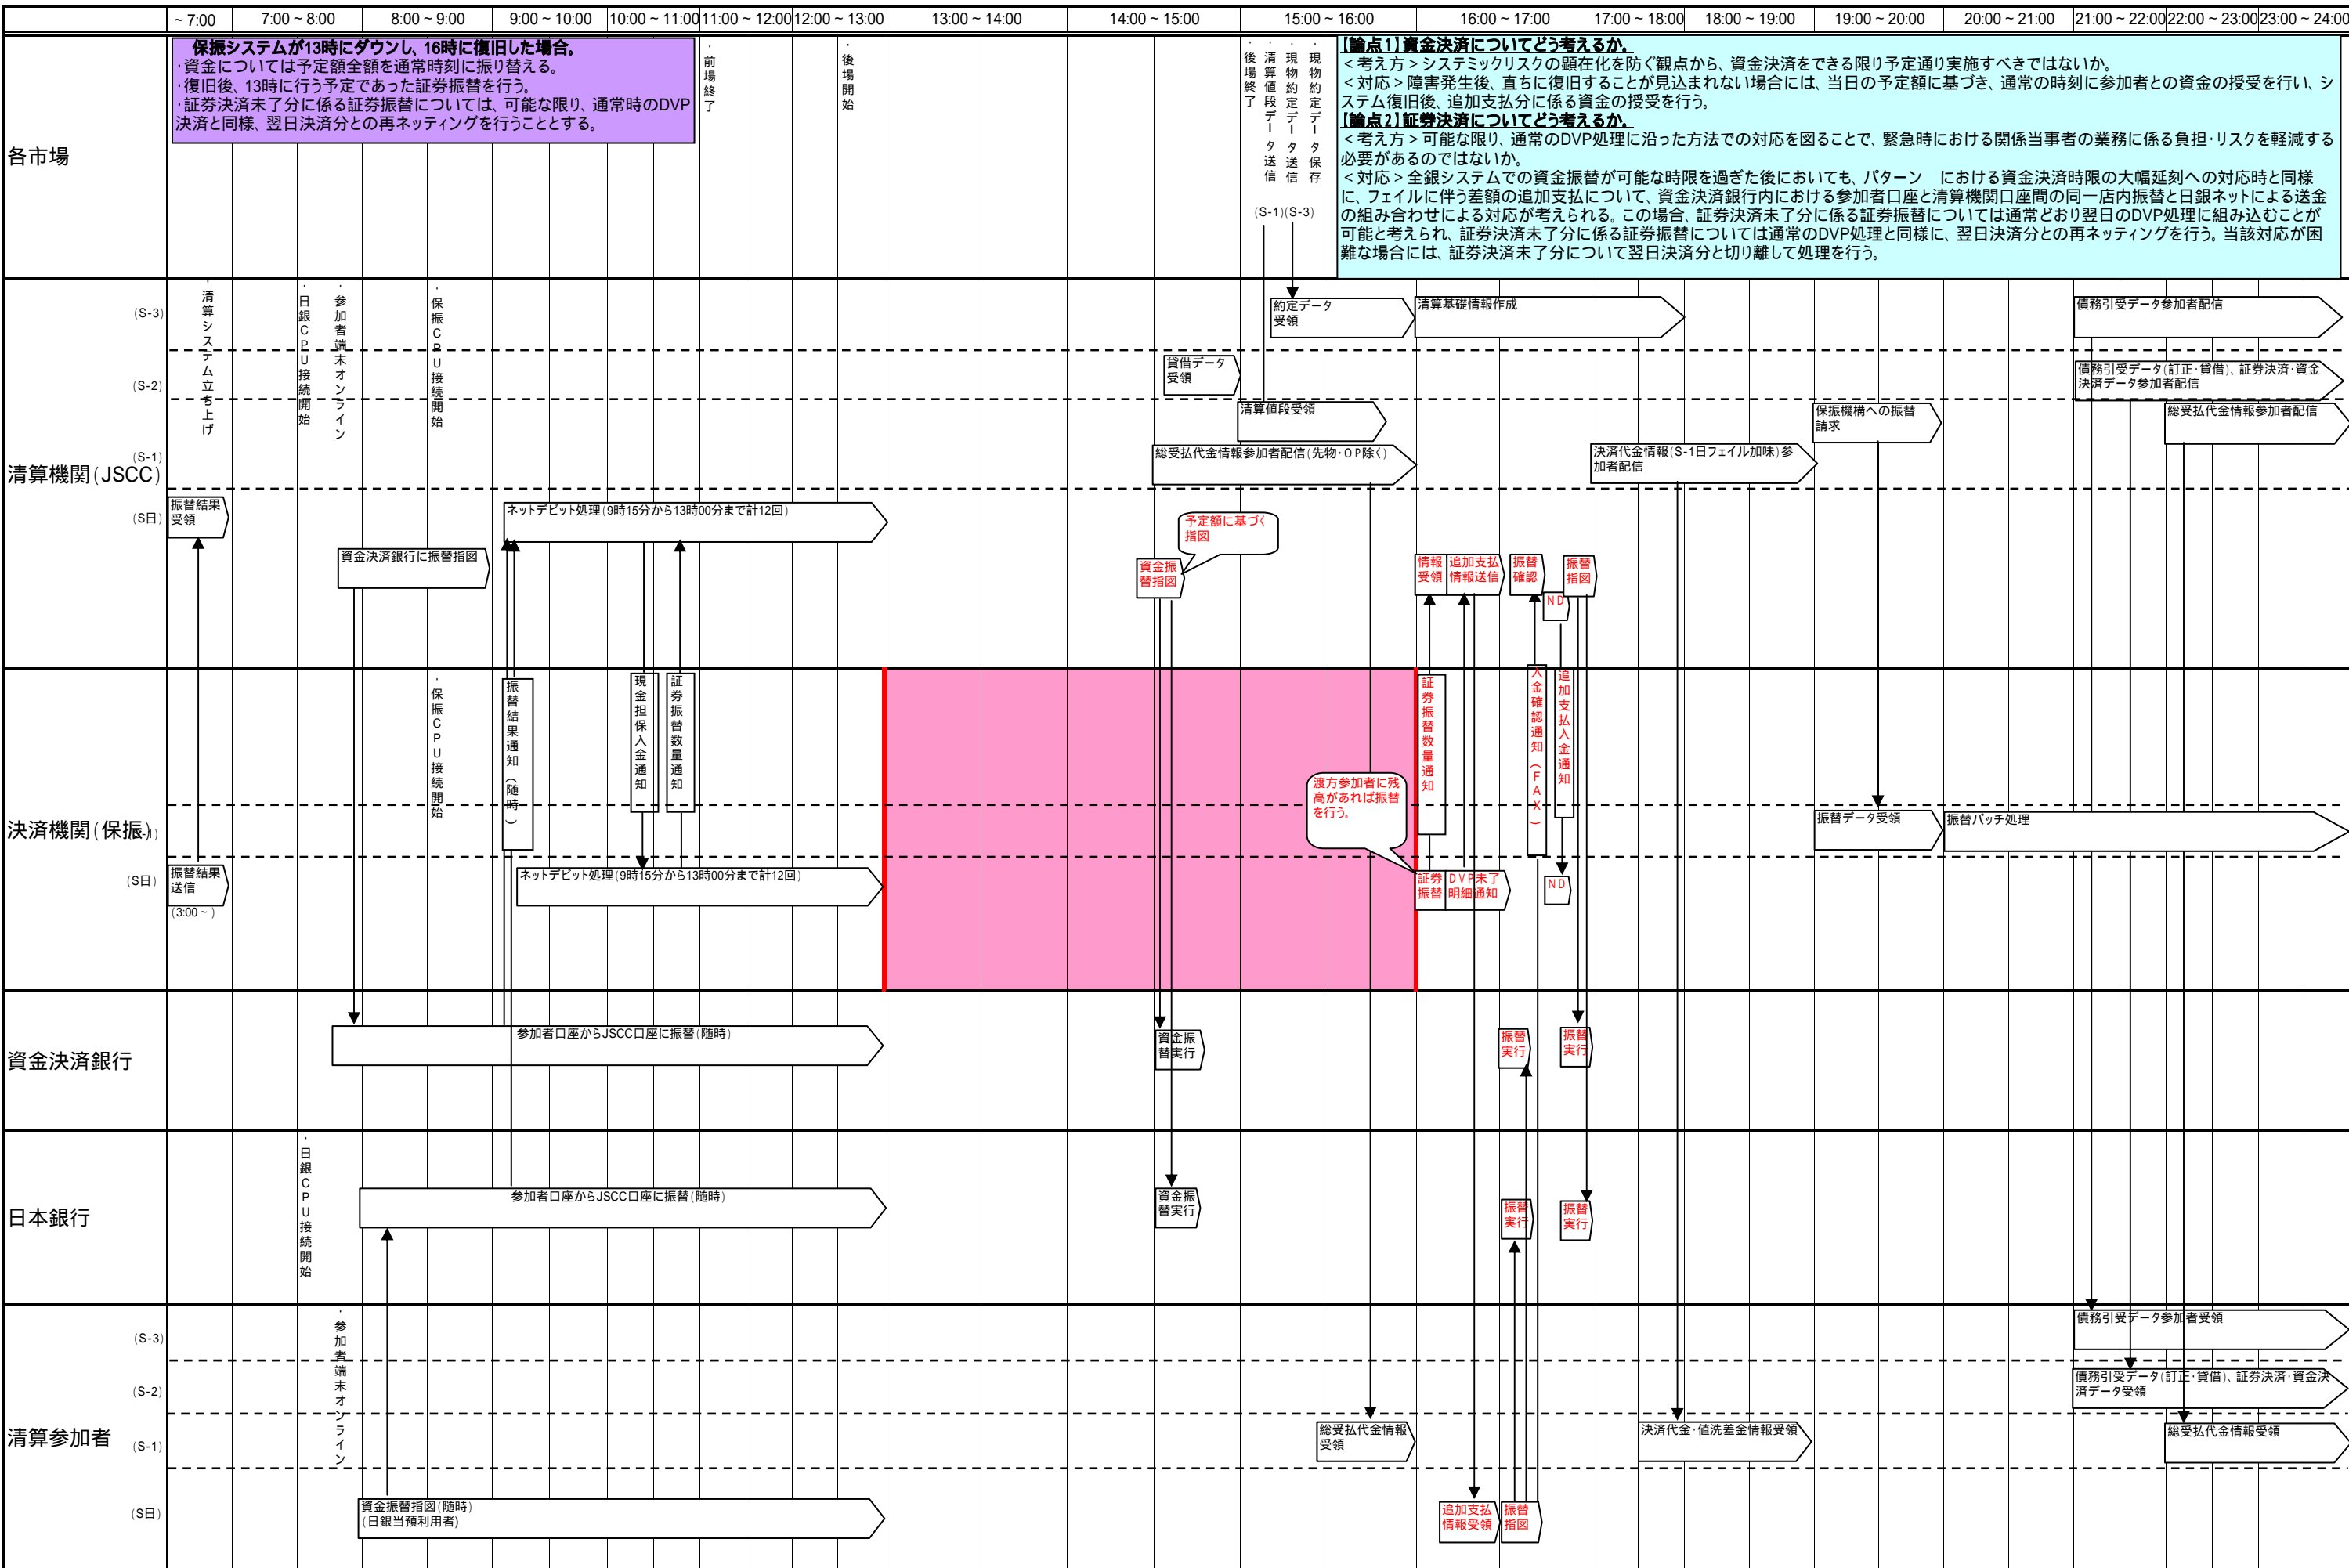 ~ 7:00
7:00 ~ 8:00
8:00 ~ 9:00
9:00 ~ 10:00
10:00 ~ 11:00
11:00 ~ 12:00
12:00 ~ 13:00
13:00 ~ 14:00
14:00 ~ 15:00
15:00 ~ 16:00
16:00 ~ 17:00
17:00 ~ 18:00
18:00 ~ 19:00
19:00 ~ 20:00
20:00 ~ 21:00
21:00 ~ 22:00
22:00 ~ 23:00
23:00 ~ 24:00
各市場
保振システムが13時にダウンし、16時に復旧した場合。
・資金については予定額全額を通常時刻に振り替える。
・復旧後、13時に行う予定であった証券振替を行う。
・証券決済未了分に係る証券振替については、可能な限り、通常時のDVP
決済と同様、翌日決済分との再ネッティングを行うこととする。
・前場終了
・後場開始
・後場終了
・清算値段データ送信
・現物約定データ送信
・現物約定データ保存
(S-1)(S-3)
【論点1】資金決済についてどう考えるか。
＜考え方＞システミックリスクの顕在化を防ぐ観点から、資金決済をできる限り予定通り実施すべきではないか。
＜対応＞障害発生後、直ちに復旧することが見込まれない場合には、当日の予定額に基づき、通常の時刻に参加者との資金の授受を行い、シ
ステム復旧後、追加支払分に係る資金の授受を行う。
【論点2】証券決済についてどう考えるか。
＜考え方＞可能な限り、通常のDVP処理に沿った方法での対応を図ることで、緊急時における関係当事者の業務に係る負担・リスクを軽減する
必要があるのではないか。
＜対応＞全銀システムでの資金振替が可能な時限を過ぎた後においても、パターン　における資金決済時限の大幅延刻への対応時と同様
に、フェイルに伴う差額の追加支払について、資金決済銀行内における参加者口座と清算機関口座間の同一店内振替と日銀ネットによる送金
の組み合わせによる対応が考えられる。この場合、証券決済未了分に係る証券振替については通常どおり翌日のDVP処理に組み込むことが
可能と考えられ、証券決済未了分に係る証券振替については通常のDVP処理と同様に、翌日決済分との再ネッティングを行う。当該対応が困
難な場合には、証券決済未了分について翌日決済分と切り離して処理を行う。
清算機関(JSCC)
(S-3)
(S-2)
(S-1)
(S日)
・清算システム立ち上げ
・日銀CPU接続開始
・参加者端末オンライン
・保振CPU接続開始
約定データ
受領
清算基礎情報作成
債務引受データ参加者配信
貸借データ
受領
債務引受データ(訂正・貸借)、証券決済・資金
決済データ参加者配信
清算値段受領
保振機構への振替
請求
総受払代金情報参加者配信
総受払代金情報参加者配信(先物・OP除く)
決済代金情報(S-1日フェイル加味)参
加者配信
振替結果
受領
ネットデビット処理(9時15分から13時00分まで計12回)
予定額に基づく
指図
資金決済銀行に振替指図
資金振
替指図
情報
受領
追加支払
情報送信
振替
確認
ND
振替
指図
決済機関(保振)
-1)
(S日)
・保振CPU接続開始
振替結果通知(随時)
現金担保入金通知
証券振替数量通知
証券振替数量通知
入金確認通知(FAX)
追加支払入金通知
渡方参加者に残
高があれば振替
を行う。
振替データ受領
振替バッチ処理
振替結果
送信
(3:00 ~ )
ネットデビット処理(9時15分から13時00分まで計12回)
証券
振替
DVP未了
明細通知
ND
資金決済銀行
参加者口座からJSCC口座に振替(随時)
資金振
替実行
振替
実行
振替
実行
日本銀行
・日銀CPU接続開始
参加者口座からJSCC口座に振替(随時)
資金振
替実行
振替
実行
振替
実行
清算参加者
(S-3)
(S-2)
(S-1)
(S日)
・参加者端末オンライン
債務引受データ参加者受領
債務引受データ(訂正・貸借)、証券決済・資金決
済データ受領
総受払代金情報
受領
決済代金・値洗差金情報受領
総受払代金情報受領
資金振替指図(随時)
(日銀当預利用者)
追加支払
情報受領
振替
指図